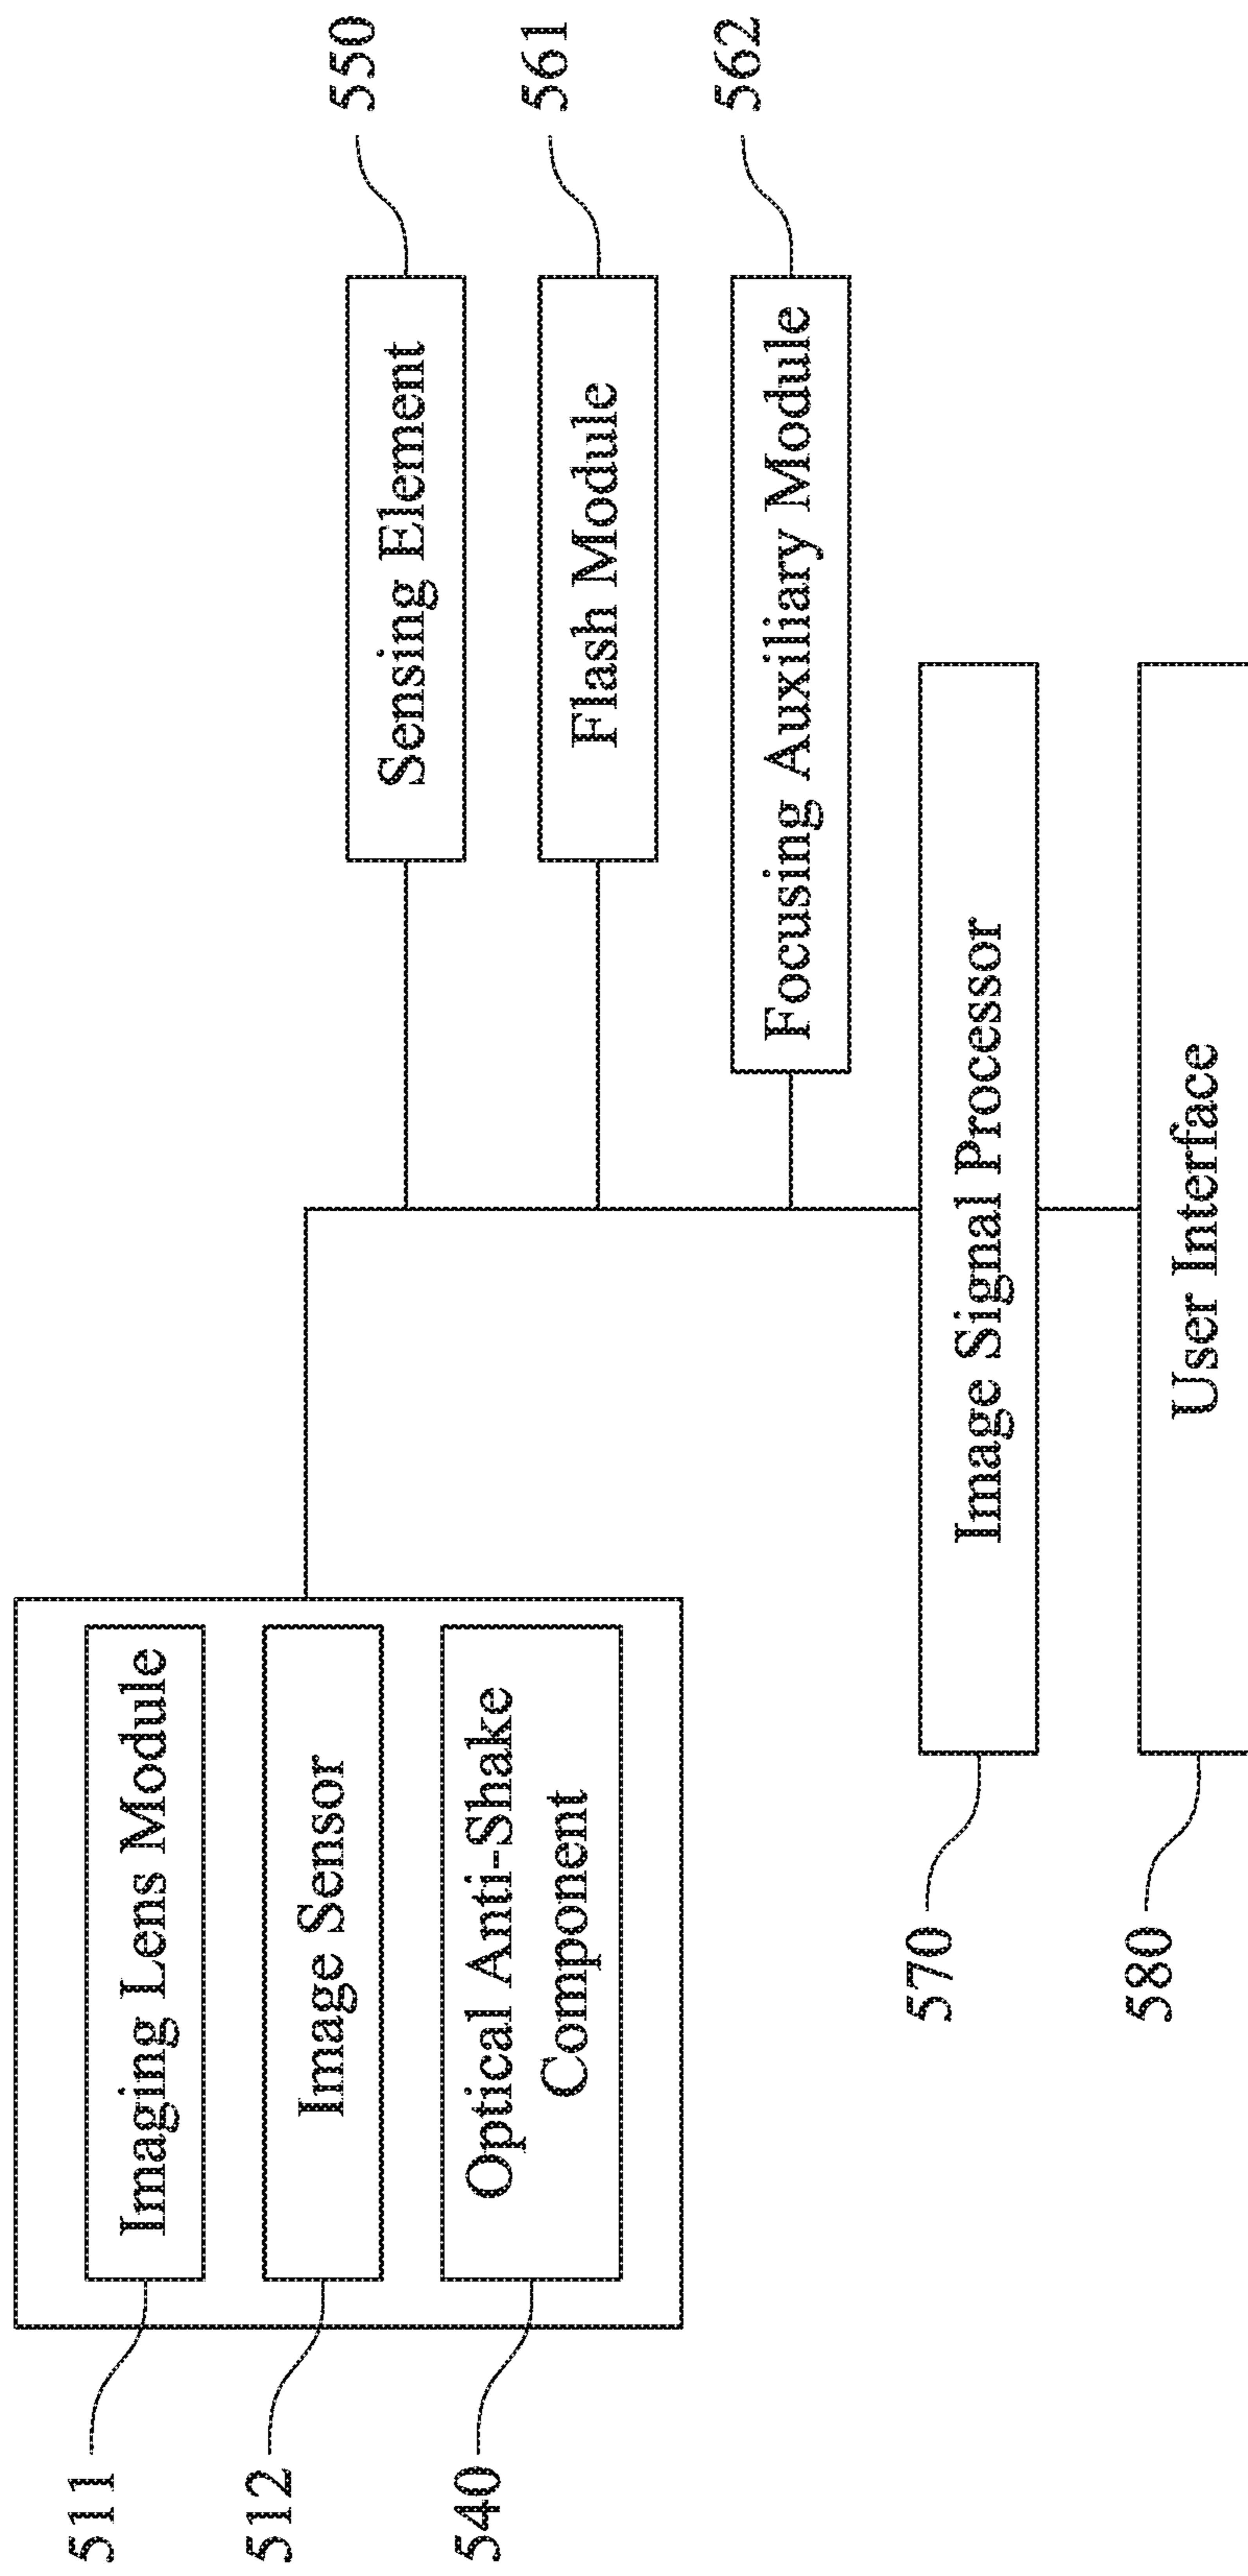 511
Imaging Lens Module
512
Image Sensor
540
Optical Anti-Shake
Component
Sensing Element
550
Flash Module
561
Focusing Auxiliary Module
562
570
Image Signal Processor
580
User Interface